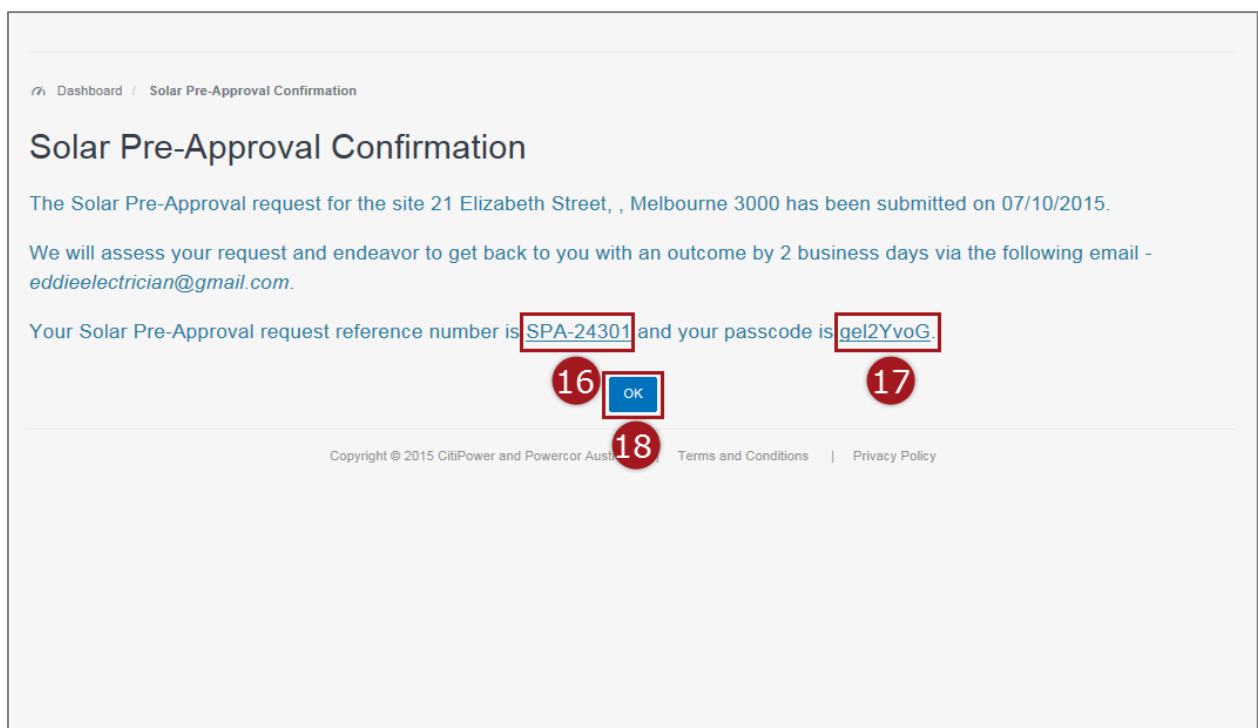 Dashboard / Solar Pre-Approval Confirmation
Solar Pre-Approval Confirmation
The Solar Pre-Approval request for the site 21 Elizabeth Street, , Melbourne 3000 has been submitted on 07/10/2015.
We will assess your request and endeavor to get back to you with an outcome by 2 business days via the following email -
eddieelectrician@gmail.com.
Your Solar Pre-Approval request reference number is SPA-24301 and your passcode is gel2YvoG.
16
OK
17
18
Copyright © 2015 CitiPower and Powercor | Terms and Conditions | Privacy Policy